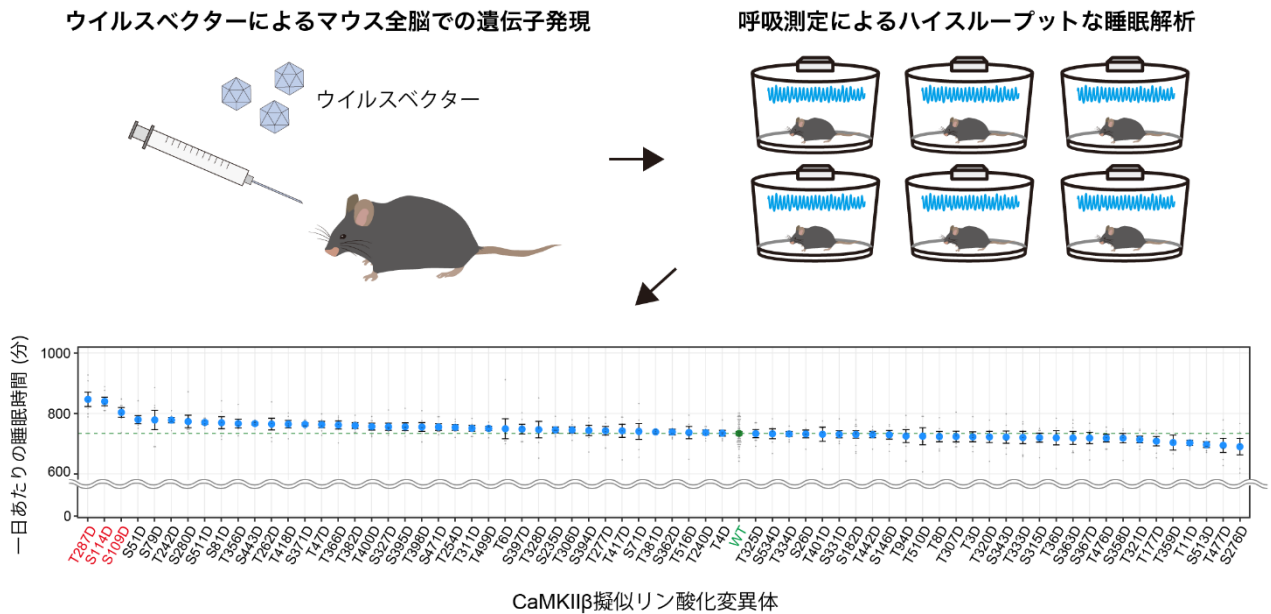 ウイルスベクターによるマウス全脳での遺伝子発現
呼吸測定によるハイスループットな睡眠解析
ウイルスベクター
一日あたりの睡眠時間 (分)
1000
800
600
0
T287D
S114D
S109D
S51D
S79D
T242D
S260D
S511D
S81D
T356D
S443D
T262D
T418D
S371D
T47D
T366D
T382D
T400D
S327D
S395D
T398D
S471D
T254D
T311D
T499D
T6D
S397D
T328D
S235D
T306D
S394D
T277D
T417D
S71D
T381D
S362D
T516D
T240D
T4D
WT
T325D
S534D
T334D
S26D
T401D
S331D
S182D
T442D
S146D
T94D
T510D
T8D
T307D
T3D
T320D
S343D
T333D
S315D
T36D
S363D
S367D
T476D
S358D
T321D
T177D
T359D
T11D
S513D
T477D
S276D
CaMKIIβ擬似リン酸化変異体